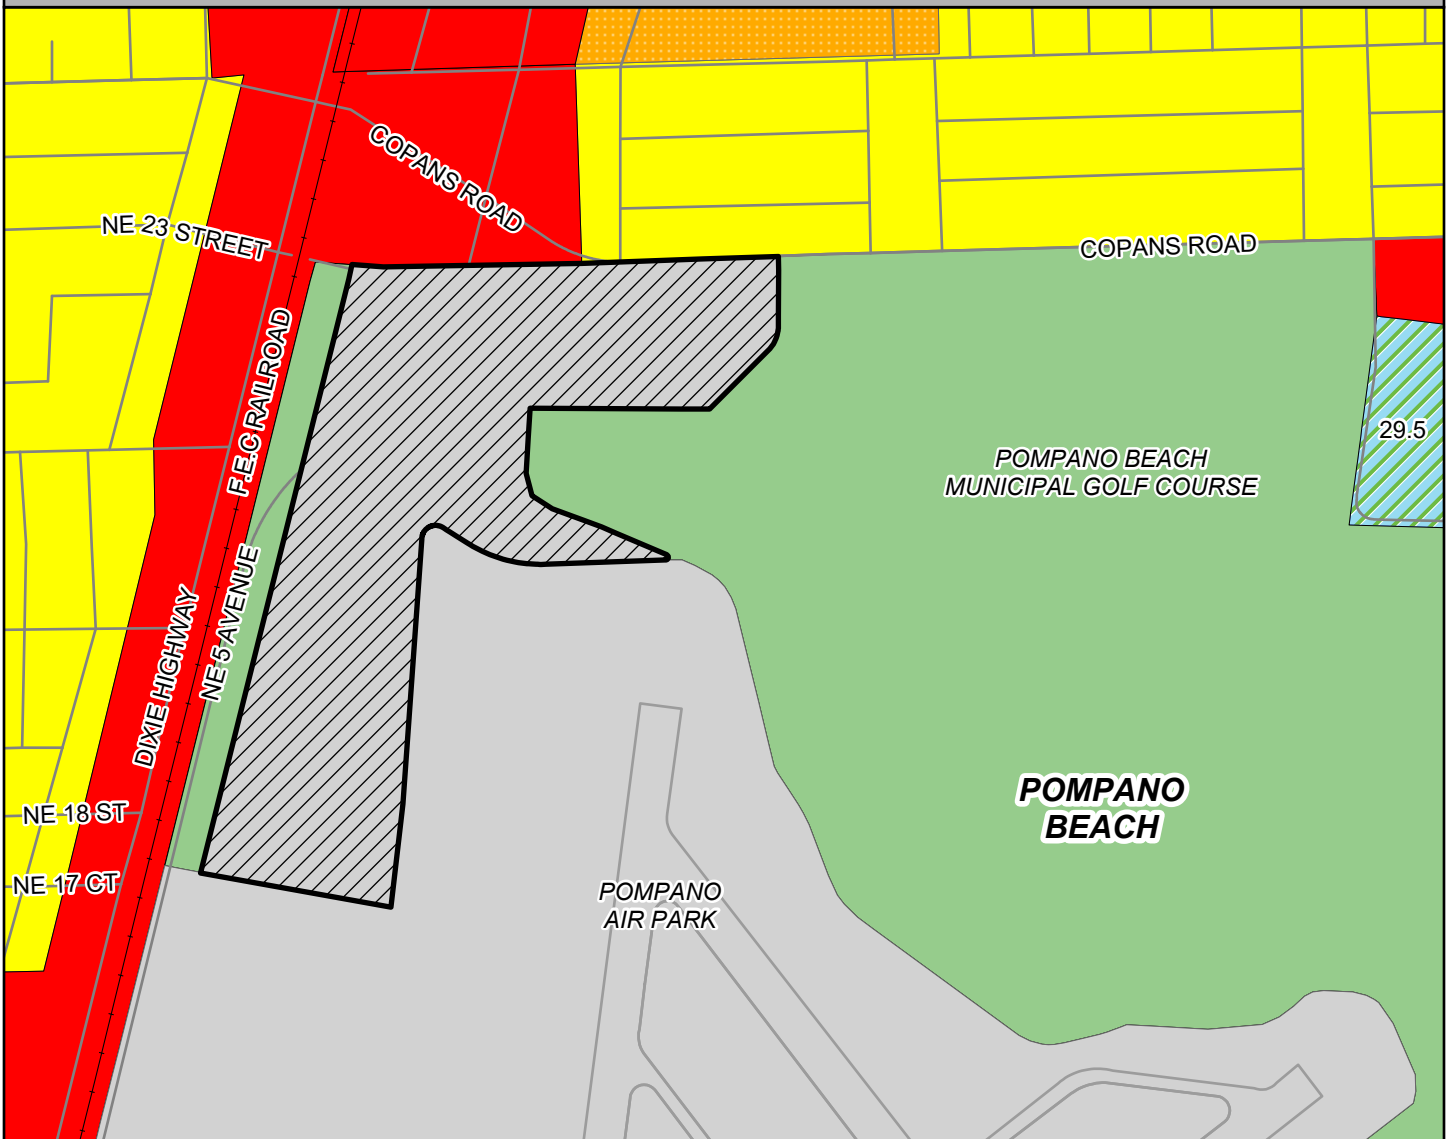 COPANS ROAD
NE 23 STREET
COPANS ROAD
F.E.C RAILROAD
29.5
POMPANO BEACH
MUNICIPAL GOLF COURSE
NE 5 AVENUE
DIXIE HIGHWAY
POMPANO
BEACH
NE 18 ST
NE 17 CT
POMPANO
AIR PARK